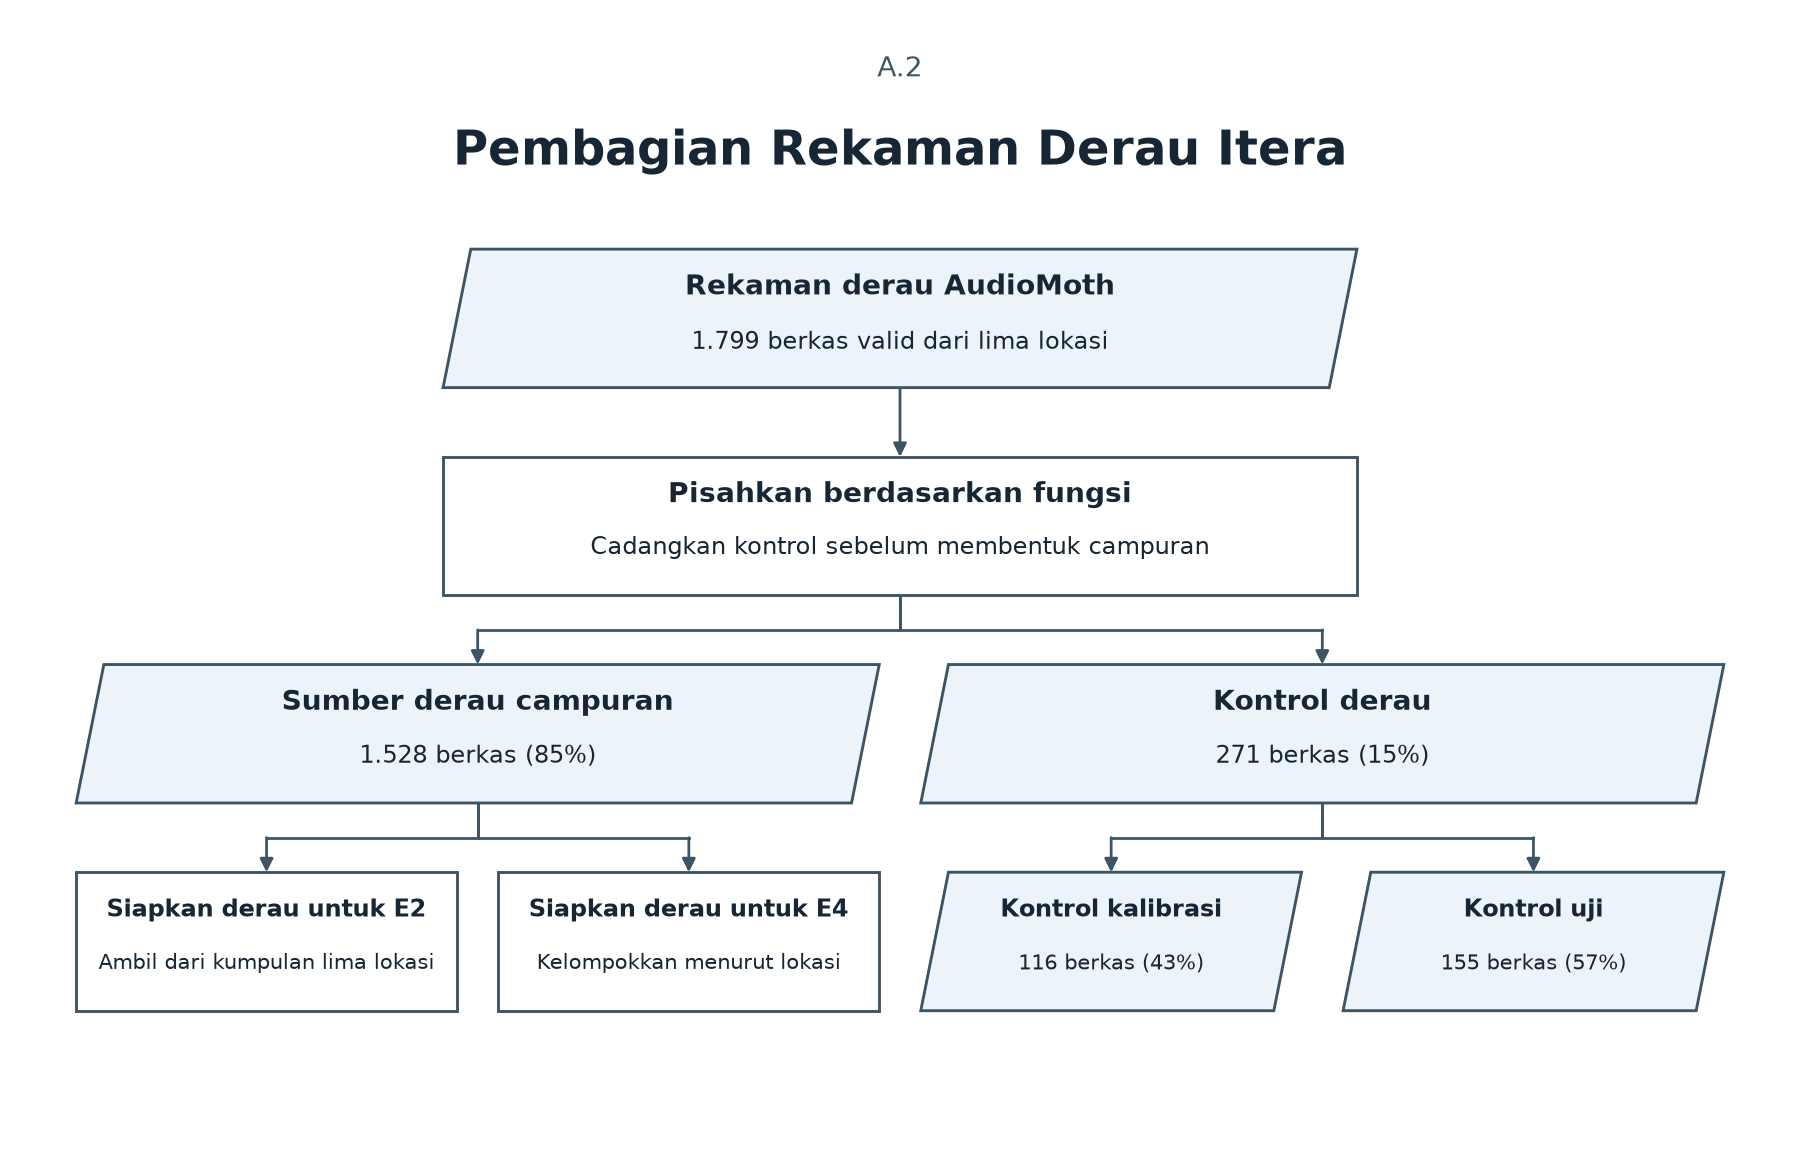 A.2
Pembagian Rekaman Derau Itera
Rekaman derau AudioMoth
1.799 berkas valid dari lima lokasi
Pisahkan berdasarkan fungsi
Cadangkan kontrol sebelum membentuk campuran
Sumber derau campuran
1.528 berkas (85%)
Kontrol derau
271 berkas (15%)
Siapkan derau untuk E2
Ambil dari kumpulan lima lokasi
Siapkan derau untuk E4
Kelompokkan menurut lokasi
Kontrol kalibrasi
116 berkas (43%)
Kontrol uji
155 berkas (57%)